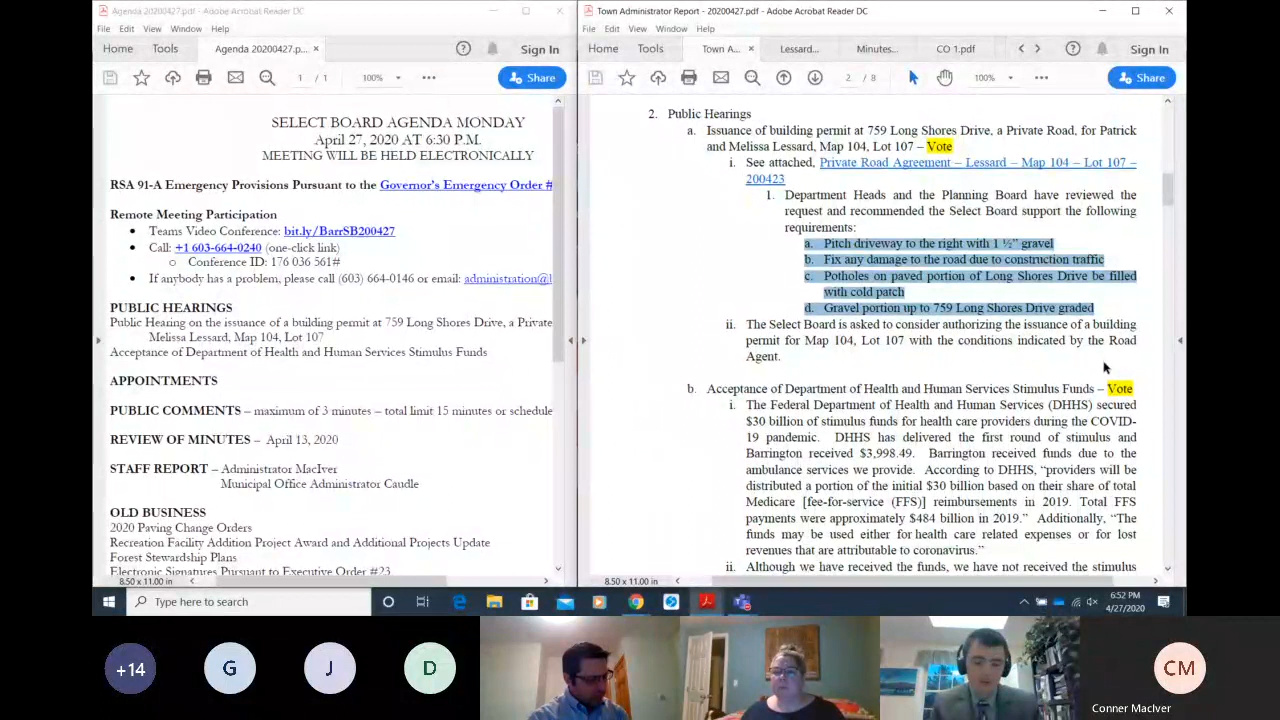 Agenda 20200427.pdf - Adobe Acrobat Reader DC
File Edit View Window Help
Home Tools Agenda 20200427.p... × Sign In
1 / 1 100% Share
SELECT BOARD AGENDA MONDAY
April 27, 2020 AT 6:30 P.M.
MEETING WILL BE HELD ELECTRONICALLY
RSA 91-A Emergency Provisions Pursuant to the Governor's Emergency Order #
Remote Meeting Participation
• Teams Video Conference: bit.ly/BarrSB200427
• Call: +1 603-664-0240 (one-click link)
o Conference ID: 176 036 561#
• If anybody has a problem, please call (603) 664-0146 or email: administration@b
PUBLIC HEARINGS
Public Hearing on the issuance of a building permit at 759 Long Shores Drive, a Private
Melissa Lessard, Map 104, Lot 107
Acceptance of Department of Health and Human Services Stimulus Funds
APPOINTMENTS
PUBLIC COMMENTS – maximum of 3 minutes – total limit 15 minutes or schedule
REVIEW OF MINUTES – April 13, 2020
STAFF REPORT – Administrator MacIver
Municipal Office Administrator Caudle
OLD BUSINESS
2020 Paving Change Orders
Recreation Facility Addition Project Award and Additional Projects Update
Forest Stewardship Plans
Electronic Signatures Pursuant to Executive Order #23
8.50 x 11.00 in
Town Administrator Report - 20200427.pdf - Adobe Acrobat Reader DC
File Edit View Window Help
Home Tools Town A... × Lessard... Minutes... CO 1.pdf Sign In
2 / 8 100% Share
2. Public Hearings
a. Issuance of building permit at 759 Long Shores Drive, a Private Road, for Patrick
and Melissa Lessard, Map 104, Lot 107 – Vote
i. See attached, Private Road Agreement – Lessard – Map 104 – Lot 107 –
200423
1. Department Heads and the Planning Board have reviewed the
request and recommended the Select Board support the following
requirements:
a. Pitch driveway to the right with 1 ½” gravel
b. Fix any damage to the road due to construction traffic
c. Potholes on paved portion of Long Shores Drive be filled
with cold patch
d. Gravel portion up to 759 Long Shores Drive graded
ii. The Select Board is asked to consider authorizing the issuance of a building
permit for Map 104, Lot 107 with the conditions indicated by the Road
Agent.
b. Acceptance of Department of Health and Human Services Stimulus Funds – Vote
i. The Federal Department of Health and Human Services (DHHS) secured
$30 billion of stimulus funds for health care providers during the COVID-
19 pandemic. DHHS has delivered the first round of stimulus and
Barrington received $3,998.49. Barrington received funds due to the
ambulance services we provide. According to DHHS, “providers will be
distributed a portion of the initial $30 billion based on their share of total
Medicare [fee-for-service (FFS)] reimbursements in 2019. Total FFS
payments were approximately $484 billion in 2019.” Additionally, “The
funds may be used either for health care related expenses or for lost
revenues that are attributable to coronavirus.”
ii. Although we have received the funds, we have not received the stimulus
8.50 x 11.00 in
Type here to search
6:52 PM
4/27/2020
+14 G J D CM
Conner MacIver